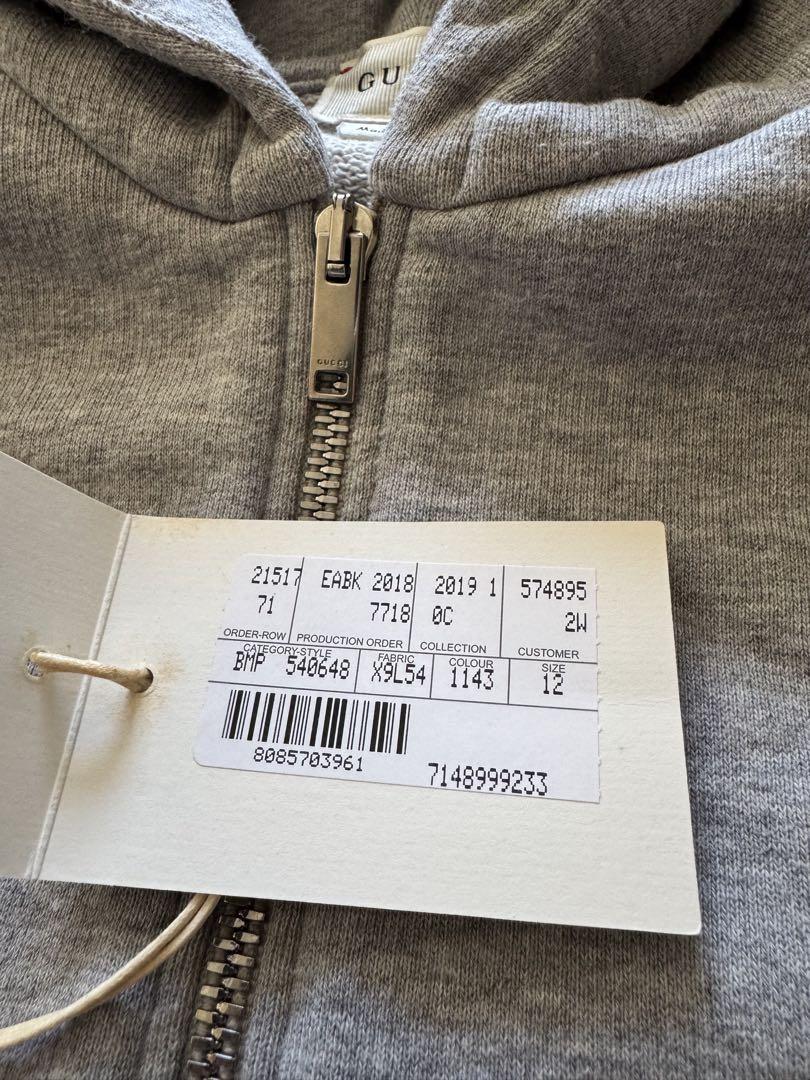 GU
GUCCI
21517 EABK 2018 2019 1 574895
71 7718 0C 2W
ORDER-ROW PRODUCTION ORDER COLLECTION CUSTOMER
CATEGORY-STYLE FABRIC COLOUR SIZE
BMP 540648 X9L54 1143 12
8085703961 7148999233